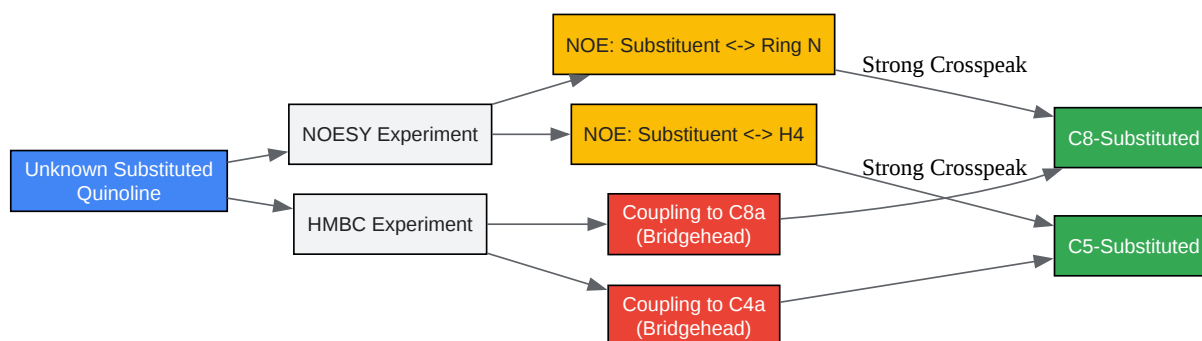 NOE: Substituent <-> Ring N
Strong Crosspeak
NOESY Experiment
NOE: Substituent <-> H4
C8-Substituted
Unknown Substituted
Quinoline
Strong Crosspeak
HMBC Experiment
Coupling to C8a
(Bridgehead)
C5-Substituted
Coupling to C4a
(Bridgehead)